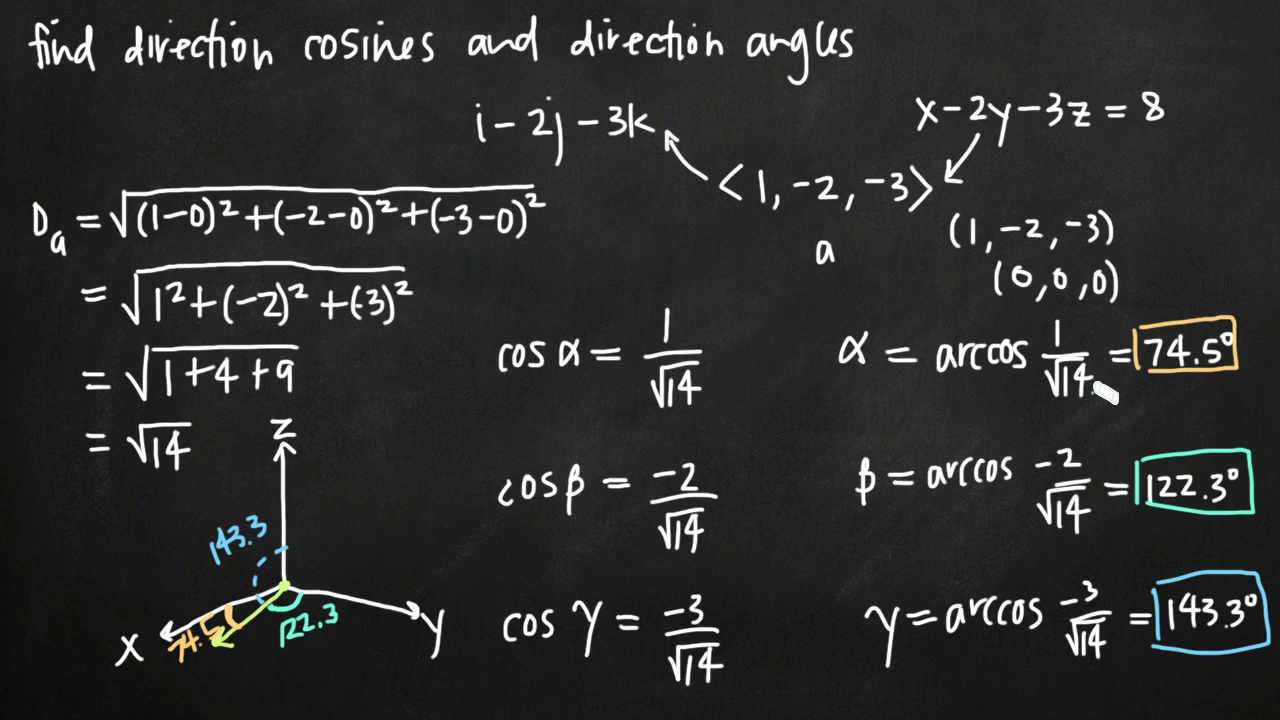 find direction cosines and direction angles
i - 2j - 3k
x - 2y - 3z = 8
<1, -2, -3>
a
(1, -2, -3)
(0, 0, 0)
Da = √((1-0)² + (-2-0)² + (-3-0)²)
= √(1² + (-2)² + (-3)²)
= √(1 + 4 + 9)
= √14
cos α = 1/√14
α = arccos 1/√14 = 74.5°
cos β = -2/√14
β = arccos -2/√14 = 122.3°
cos γ = -3/√14
γ = arccos -3/√14 = 143.3°
z
143.3
x
74.5
122.3
y